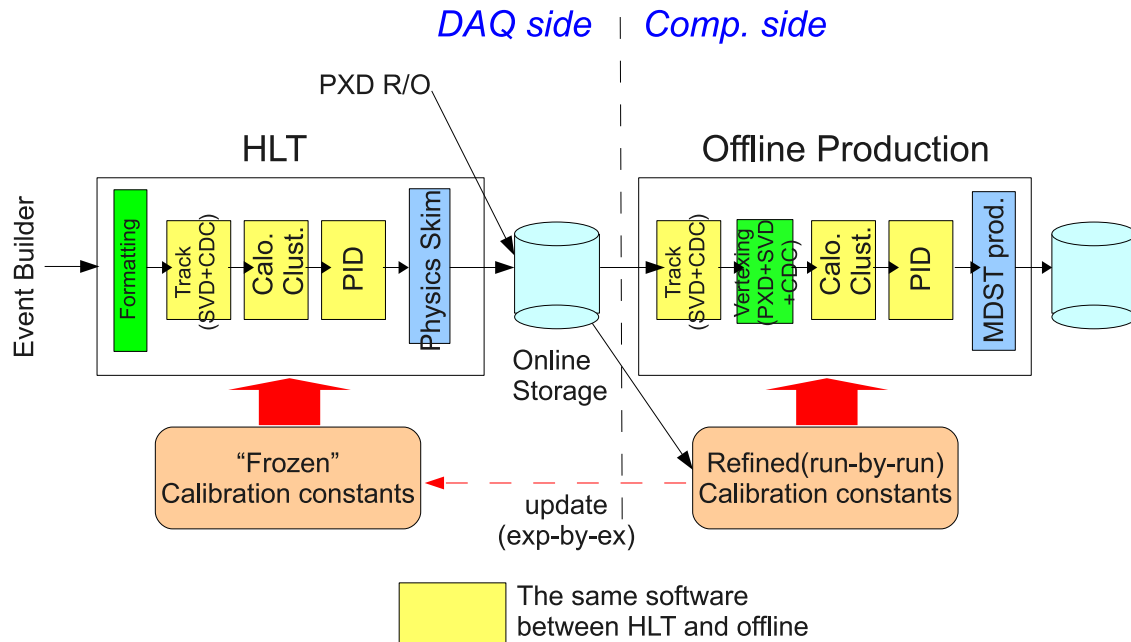 DAQ side
Comp. side
PXD R/O
HLT
Offline Production
Event Builder
Formatting
Track
(SVD+CDC)
Calo.
Clust.
PID
Physics Skim
Online
Storage
Track
(SVD+CDC)
Vertexing
(PXD+SVD
+CDC)
Calo.
Clust.
PID
MDST prod.
“Frozen”
Calibration constants
Refined(run-by-run)
Calibration constants
update
(exp-by-ex)
The same software
between HLT and offline